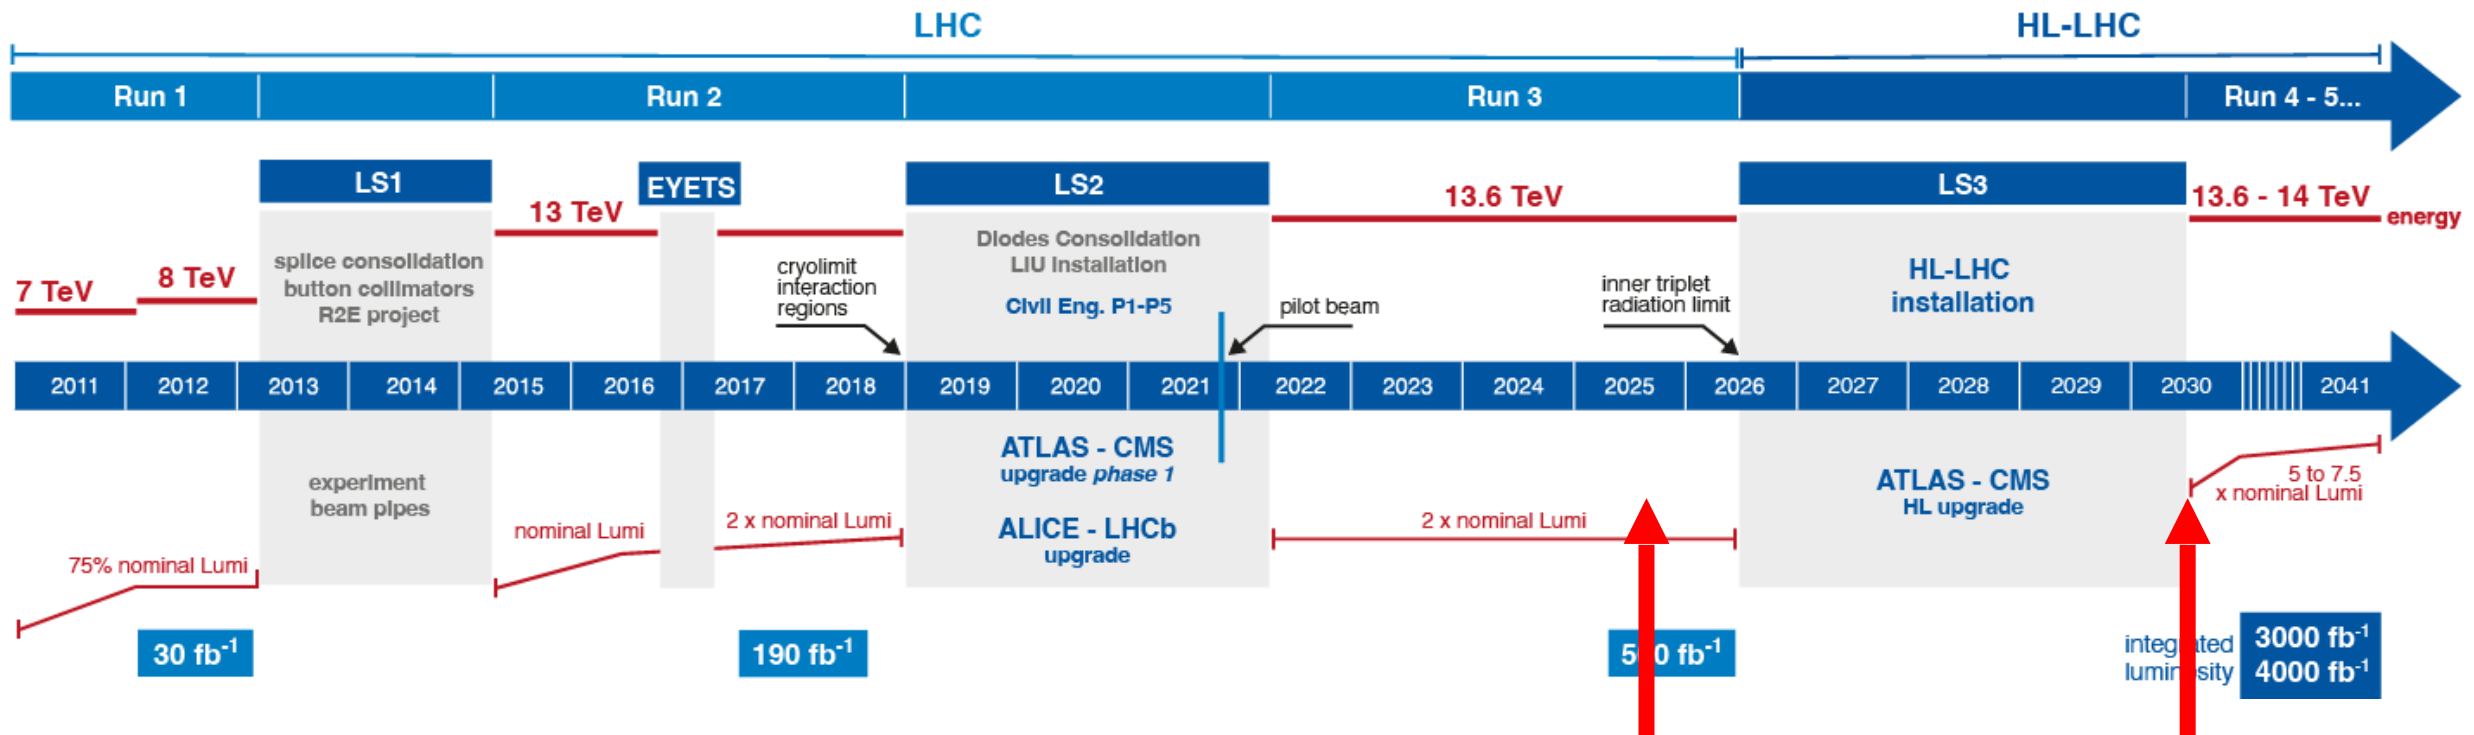 LHC
HL-LHC
Run 1
Run 2
Run 3
Run 4 - 5...
LS1
EYETS
LS2
LS3
13 TeV
13.6 TeV
13.6 - 14 TeV
energy
7 TeV
8 TeV
splice consolidation
button collimators
R2E project
cryolimit
interaction
regions
Diodes Consolidation
LIU Installation
Civil Eng. P1-P5
pilot beam
inner triplet
radiation limit
HL-LHC
installation
2011
2012
2013
2014
2015
2016
2017
2018
2019
2020
2021
2022
2023
2024
2025
2026
2027
2028
2029
2030
2041
experiment
beam pipes
ATLAS - CMS
upgrade phase 1
ALICE - LHCb
upgrade
ATLAS - CMS
HL upgrade
5 to 7.5
x nominal Lumi
75% nominal Lumi
nominal Lumi
2 x nominal Lumi
2 x nominal Lumi
30 fb⁻¹
190 fb⁻¹
fb⁻¹
3000 fb⁻¹
4000 fb⁻¹